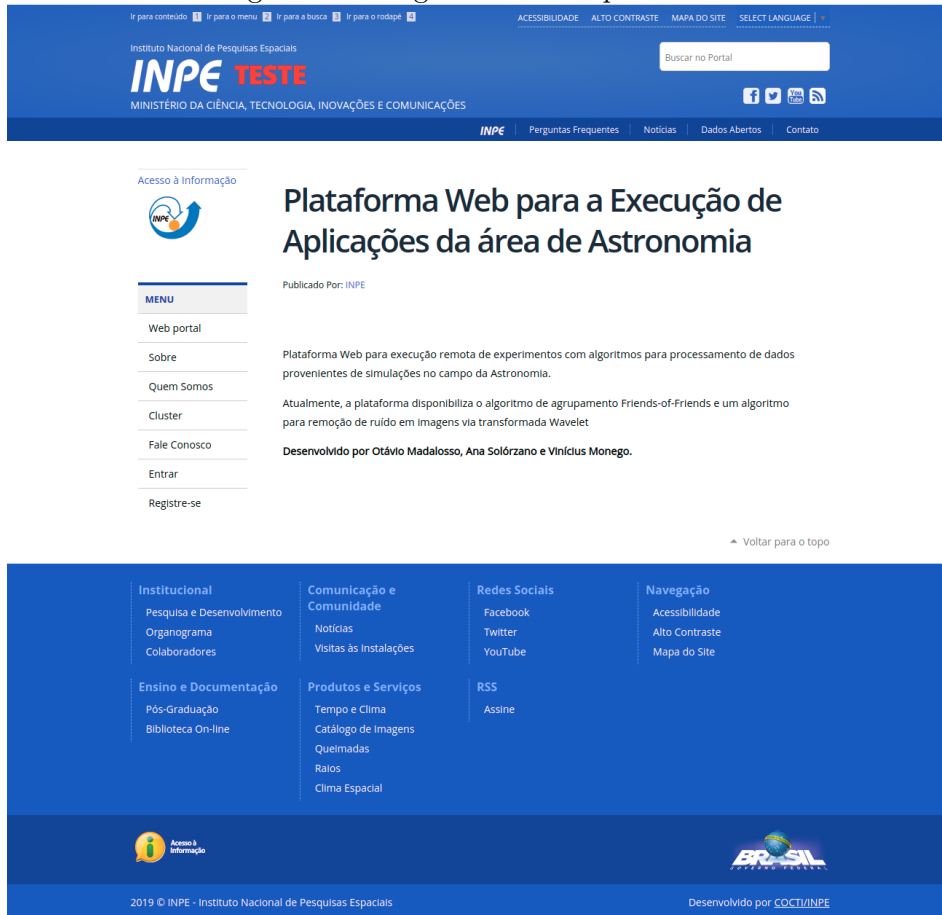 Ir para conteúdo 1 Ir para o menu 2 Ir para a busca 3 Ir para o rodapé 4
ACESSIBILIDADE ALTO CONTRASTE MAPA DO SITE SELECT LANGUAGE ▼
Instituto Nacional de Pesquisas Espaciais
INPE TESTE
MINISTÉRIO DA CIÊNCIA, TECNOLOGIA, INOVAÇÕES E COMUNICAÇÕES
Buscar no Portal
You Tube
INPE Perguntas Frequentes Notícias Dados Abertos Contato
Acesso à Informação
INPE
Plataforma Web para a Execução de
Aplicações da área de Astronomia
Publicado Por: INPE
MENU
Web portal
Sobre
Quem Somos
Cluster
Fale Conosco
Entrar
Registre-se
Plataforma Web para execução remota de experimentos com algoritmos para processamento de dados
provenientes de simulações no campo da Astronomia.
Atualmente, a plataforma disponibiliza o algoritmo de agrupamento Friends-of-Friends e um algoritmo
para remoção de ruído em imagens via transformada Wavelet
Desenvolvido por Otávio Madalosso, Ana Solórzano e Vinícius Monego.
Voltar para o topo
Institucional
Pesquisa e Desenvolvimento
Organograma
Colaboradores
Comunicação e
Comunidade
Notícias
Visitas às Instalações
Redes Sociais
Facebook
Twitter
YouTube
Navegação
Acessibilidade
Alto Contraste
Mapa do Site
Ensino e Documentação
Pós-Graduação
Biblioteca On-line
Produtos e Serviços
Tempo e Clima
Catálogo de Imagens
Queimadas
Raios
Clima Espacial
RSS
Assine
Acesso à
Informação
BRASIL
GOVERNO FEDERAL
2019 © INPE - Instituto Nacional de Pesquisas Espaciais
Desenvolvido por COCTI/INPE